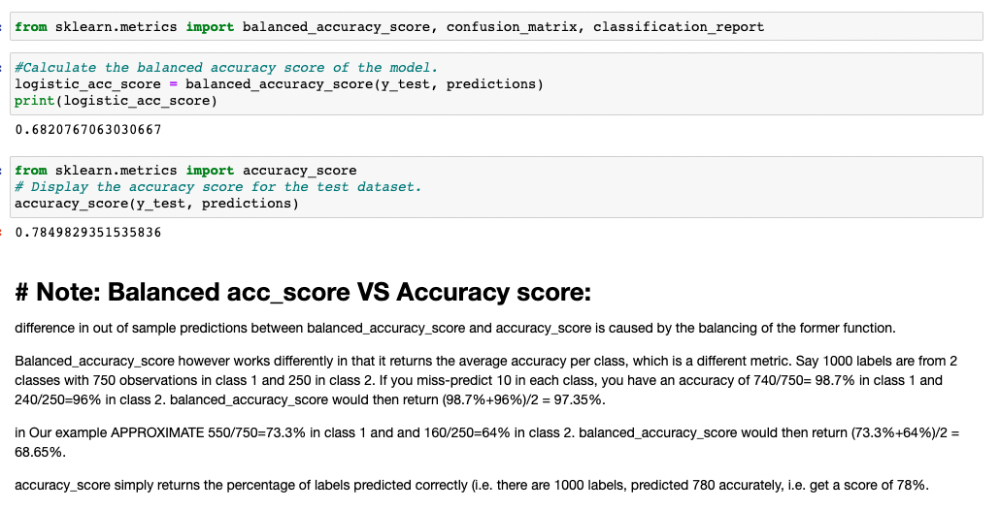 from sklearn.metrics import balanced_accuracy_score, confusion_matrix, classification_report
#Calculate the balanced accuracy score of the model.
logistic_acc_score = balanced_accuracy_score(y_test, predictions)
print(logistic_acc_score)
0.6820767063030667
from sklearn.metrics import accuracy_score
# Display the accuracy score for the test dataset.
accuracy_score(y_test, predictions)
0.7849829351535836
# Note: Balanced acc_score VS Accuracy score:
difference in out of sample predictions between balanced_accuracy_score and accuracy_score is caused by the balancing of the former function.
Balanced_accuracy_score however works differently in that it returns the average accuracy per class, which is a different metric. Say 1000 labels are from 2
classes with 750 observations in class 1 and 250 in class 2. If you miss-predict 10 in each class, you have an accuracy of 740/750= 98.7% in class 1 and
240/250=96% in class 2. balanced_accuracy_score would then return (98.7%+96%)/2 = 97.35%.
in Our example APPROXIMATE 550/750=73.3% in class 1 and and 160/250=64% in class 2. balanced_accuracy_score would then return (73.3%+64%)/2 =
68.65%.
accuracy_score simply returns the percentage of labels predicted correctly (i.e. there are 1000 labels, predicted 780 accurately, i.e. get a score of 78%.